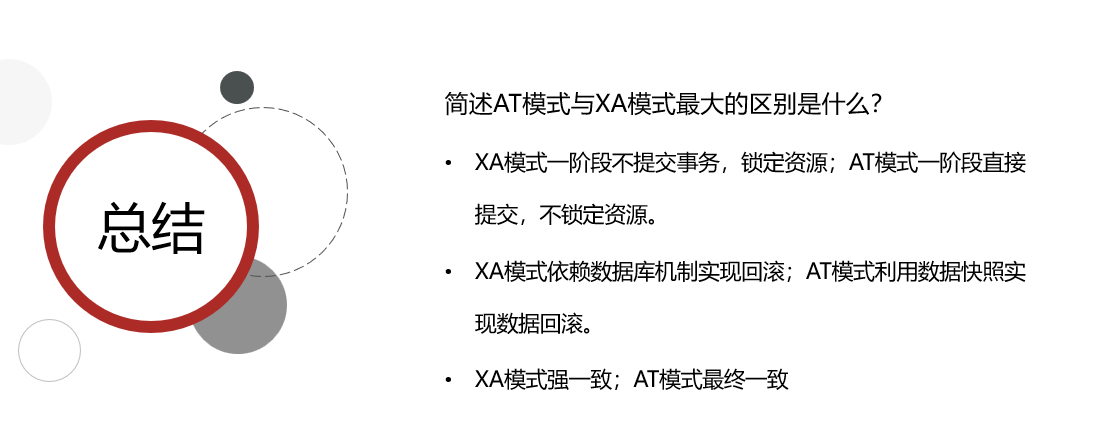 总结
简述AT模式与XA模式最大的区别是什么？
• XA模式一阶段不提交事务，锁定资源；AT模式一阶段直接
提交，不锁定资源。
• XA模式依赖数据库机制实现回滚；AT模式利用数据快照实
现数据回滚。
• XA模式强一致；AT模式最终一致